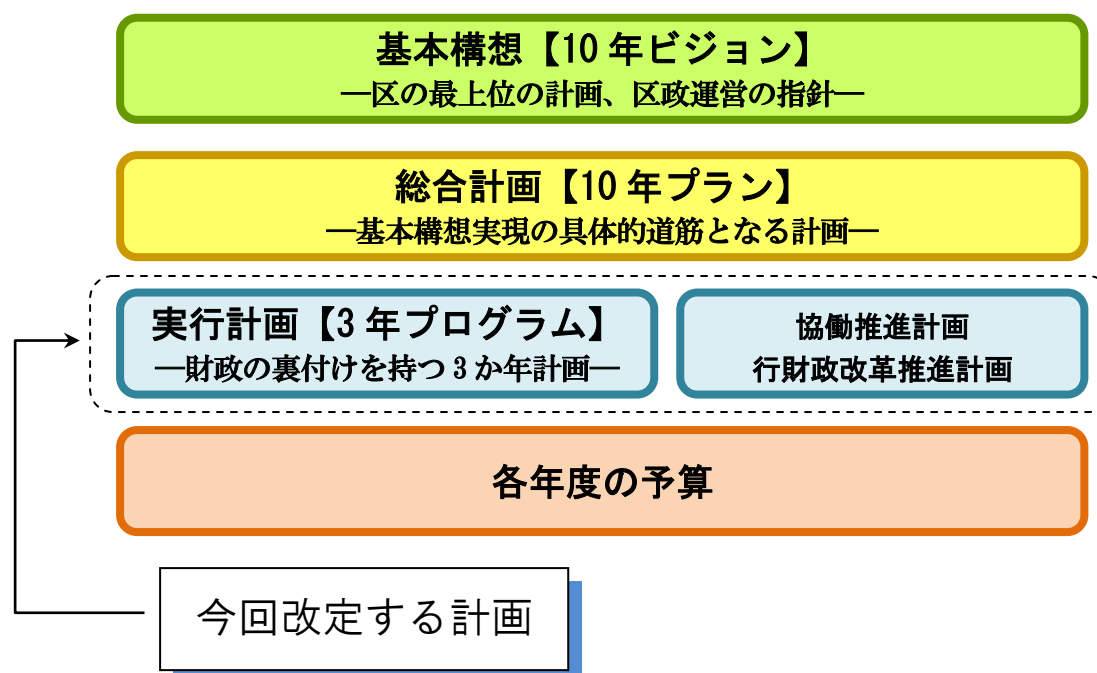 基本構想【10 年ビジョン】
―区の最上位の計画、区政運営の指針―
総合計画【10 年プラン】
―基本構想実現の具体的道筋となる計画―
実行計画【3 年プログラム】
―財政の裏付けを持つ 3 か年計画―
協働推進計画
行財政改革推進計画
各年度の予算
今回改定する計画